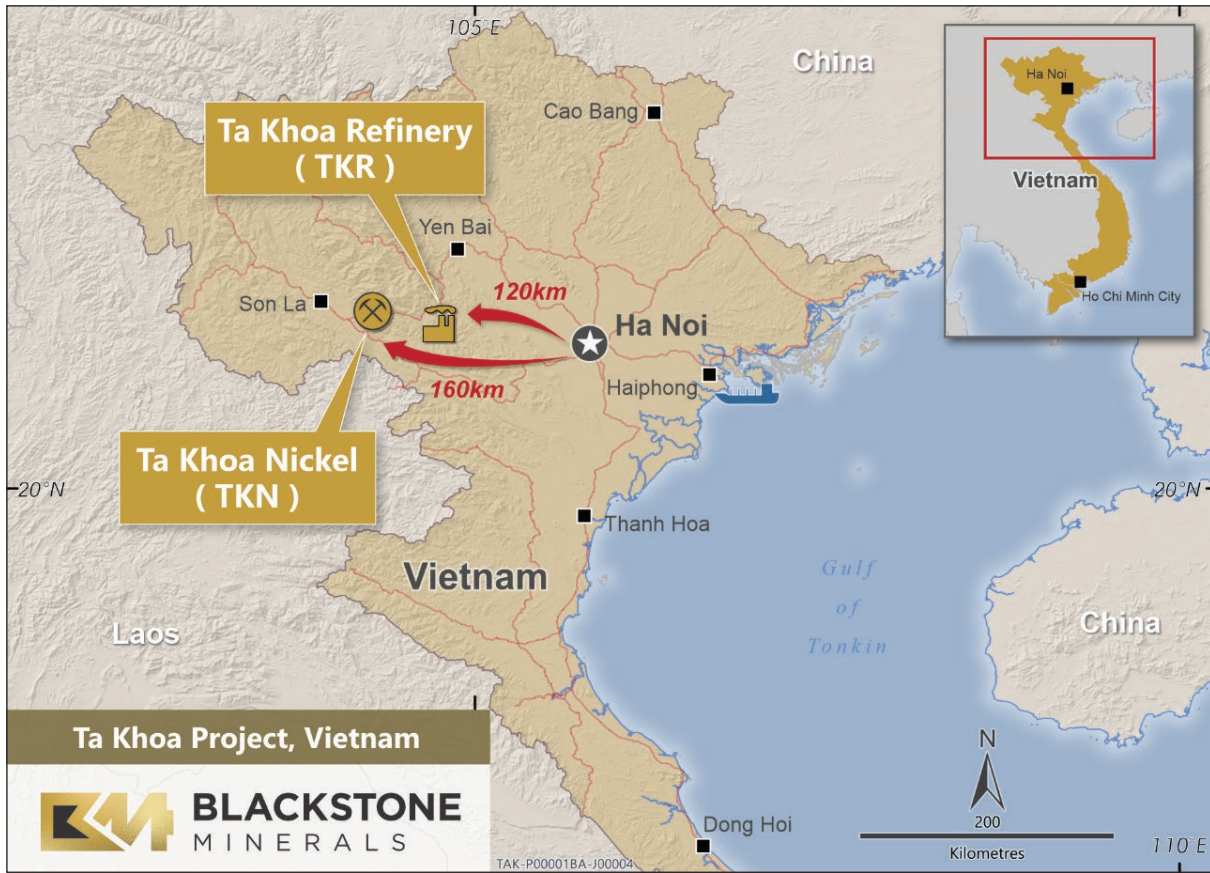 105°E
China
Cao Bang
Ta Khoa Refinery
( TKR )
Yen Bai
Son La
120km
Ha Noi
160km
Haiphong
Ta Khoa Nickel
( TKN )
20°N
20°N
Thanh Hoa
Vietnam
Gulf
of
Tonkin
Laos
China
Ha Noi
Vietnam
Ho Chi Minh City
Ta Khoa Project, Vietnam
BLACKSTONE
MINERALS
N
200
Kilometres
Dong Hoi
110°E
TAK-P00001BA-J00004